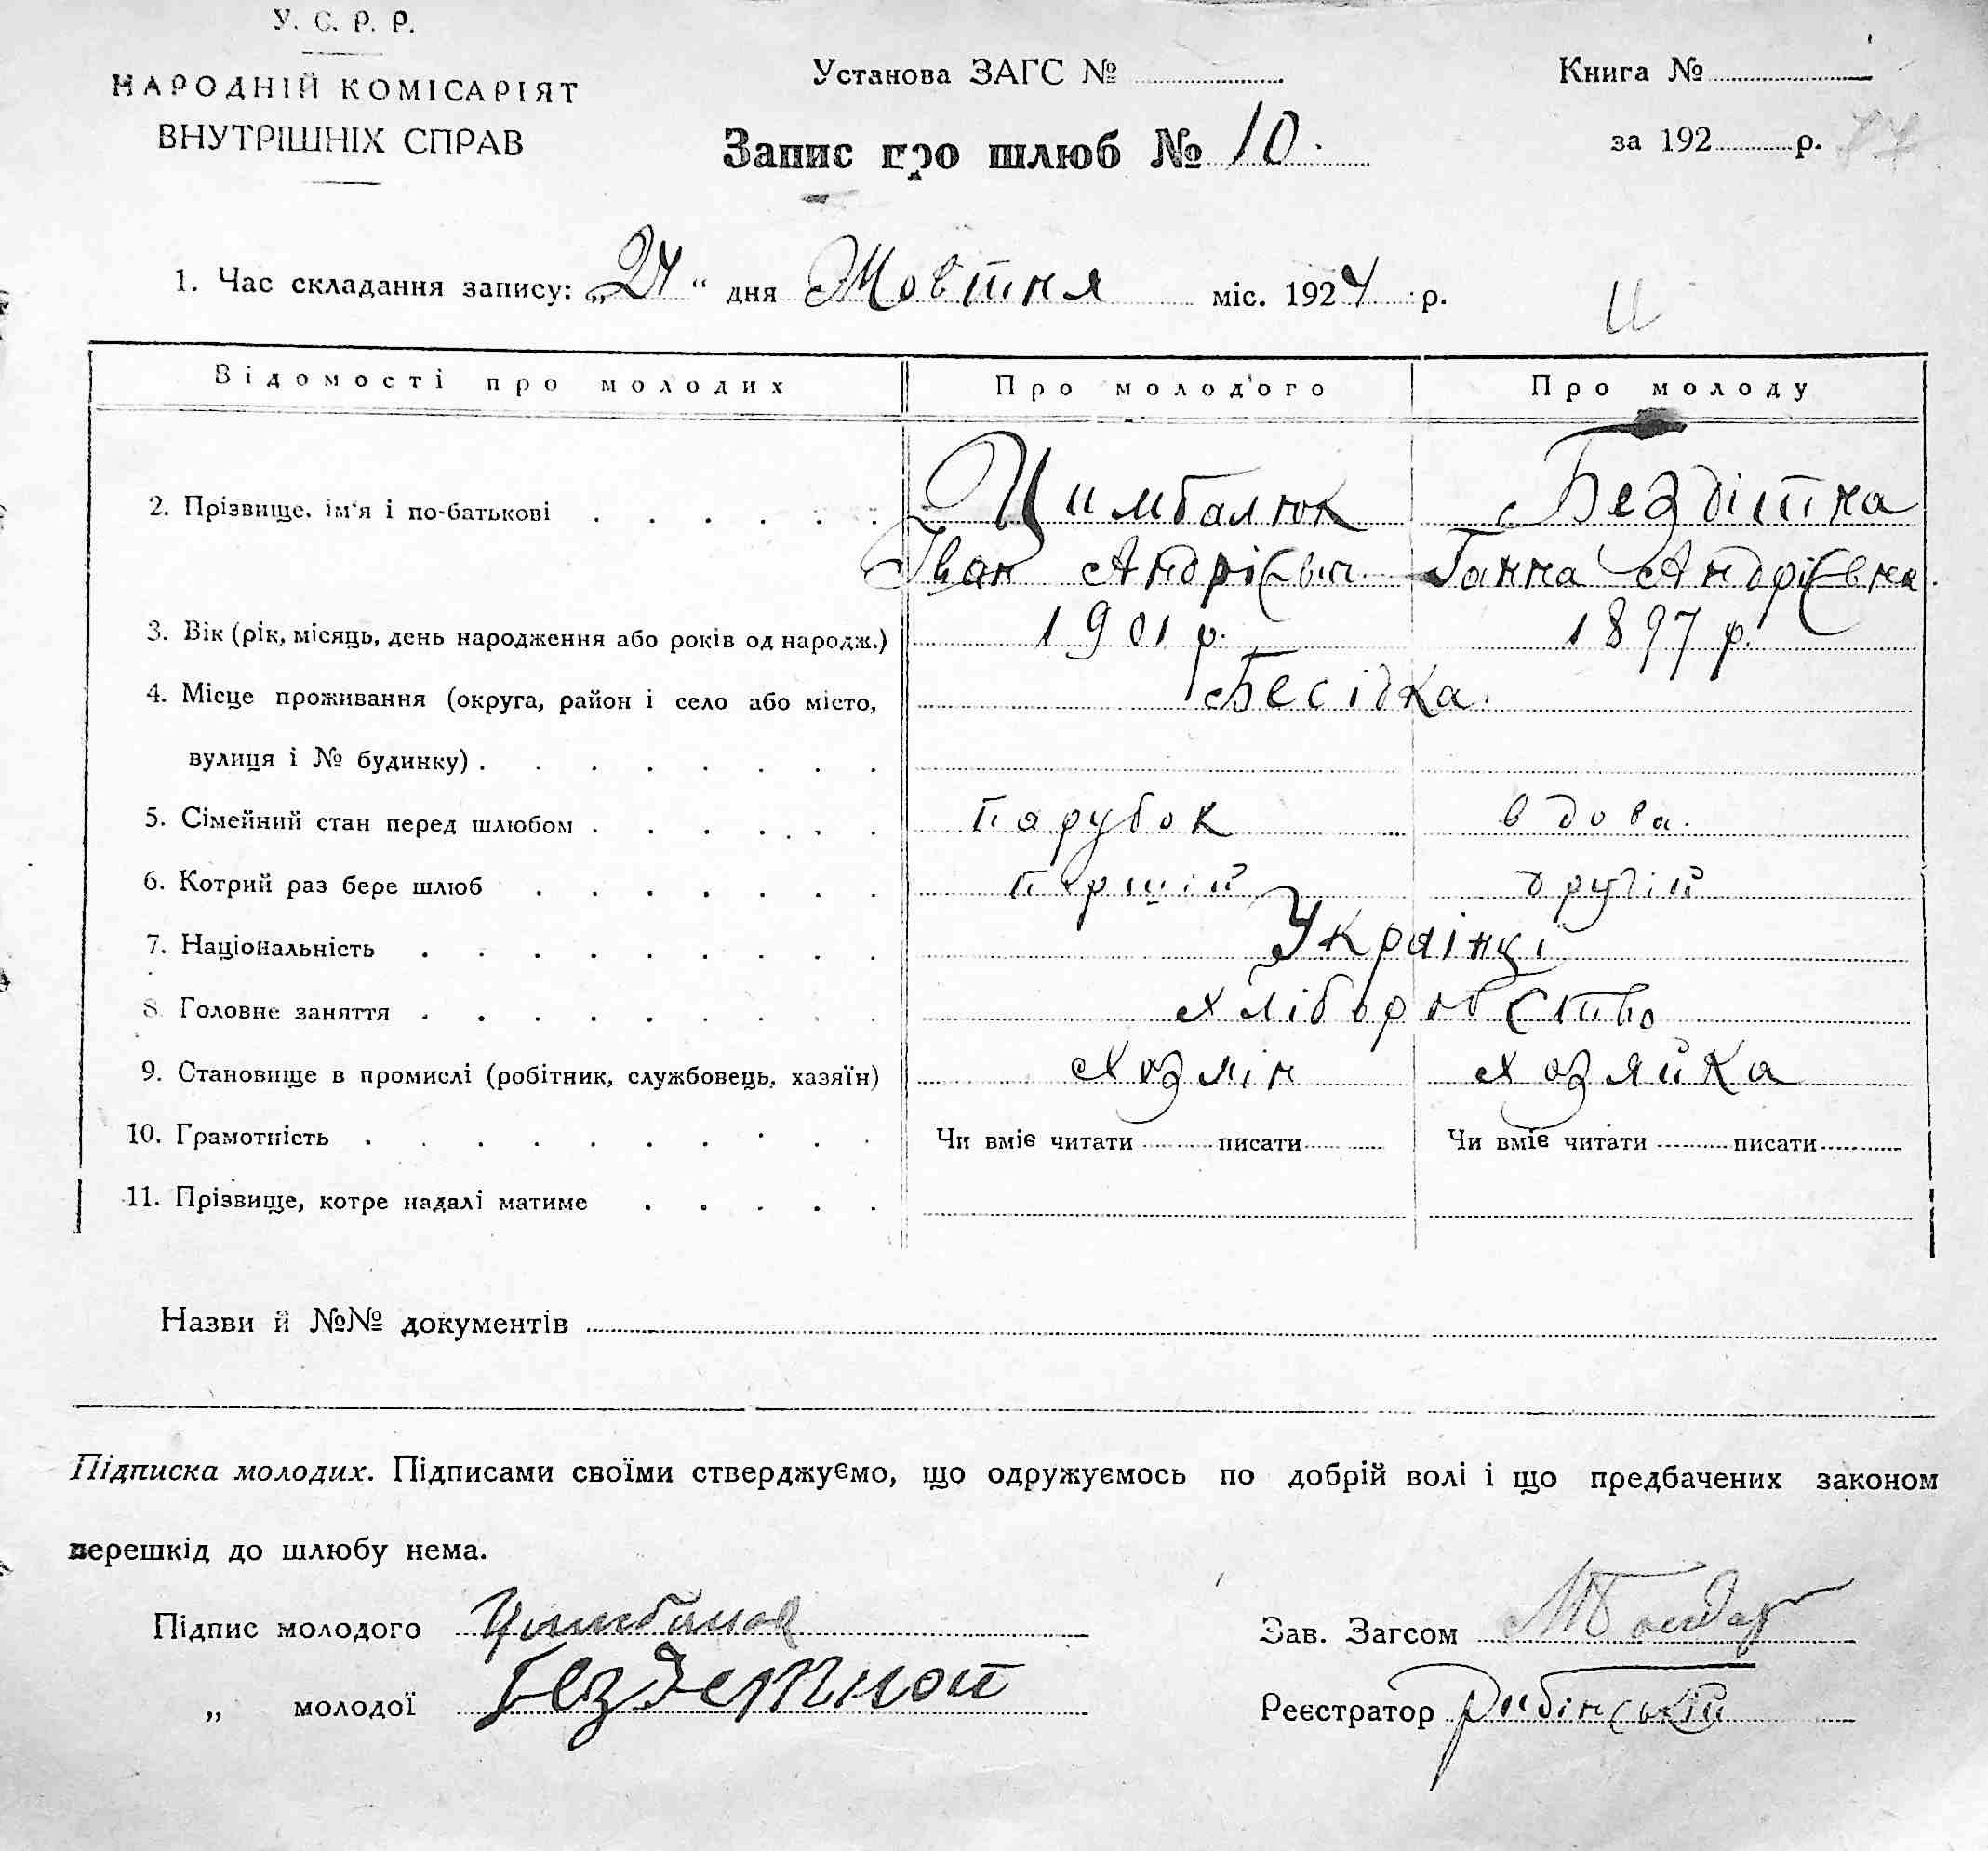 У. С. Р. Р.
НАРОДНІЙ КОМІСАРІЯТ
ВНУТРІШНІХ СПРАВ
Установа ЗАГС №
Запис про шлюб № 10.
Книга №
за 192 р.
1. Час складання запису: „24" дня Жовтня міс. 1924 р.
Відомості про молодих Про молодого Про молоду
2. Прізвище, ім'я і по-батькові Цимбалюк Бездітна
Іван Андрієвич Ганна Андрієвна.
3. Вік (рік, місяць, день народження або років од народж.) 1901 р. 1897 р.
4. Місце проживання (округа, район і село або місто, Бесідка.
вулиця і № будинку)
5. Сімейний стан перед шлюбом парубок вдова.
6. Котрий раз бере шлюб першій другій
7. Національність Українці
8. Головне заняття хліборобство
9. Становище в промислі (робітник, службовець, хазяїн) хозяін хозяйка
10. Грамотність Чи вміє читати писати Чи вміє читати писати
11. Прізвище, котре надалі матиме
Назви й №№ документів
Підписка молодих. Підписами своїми стверджуємо, що одружуємось по добрій волі і що предбачених законом
перешкід до шлюбу нема.
Підпис молодого
„ молодої Бездетной
Зав. Загсом
Реєстратор Рибінській